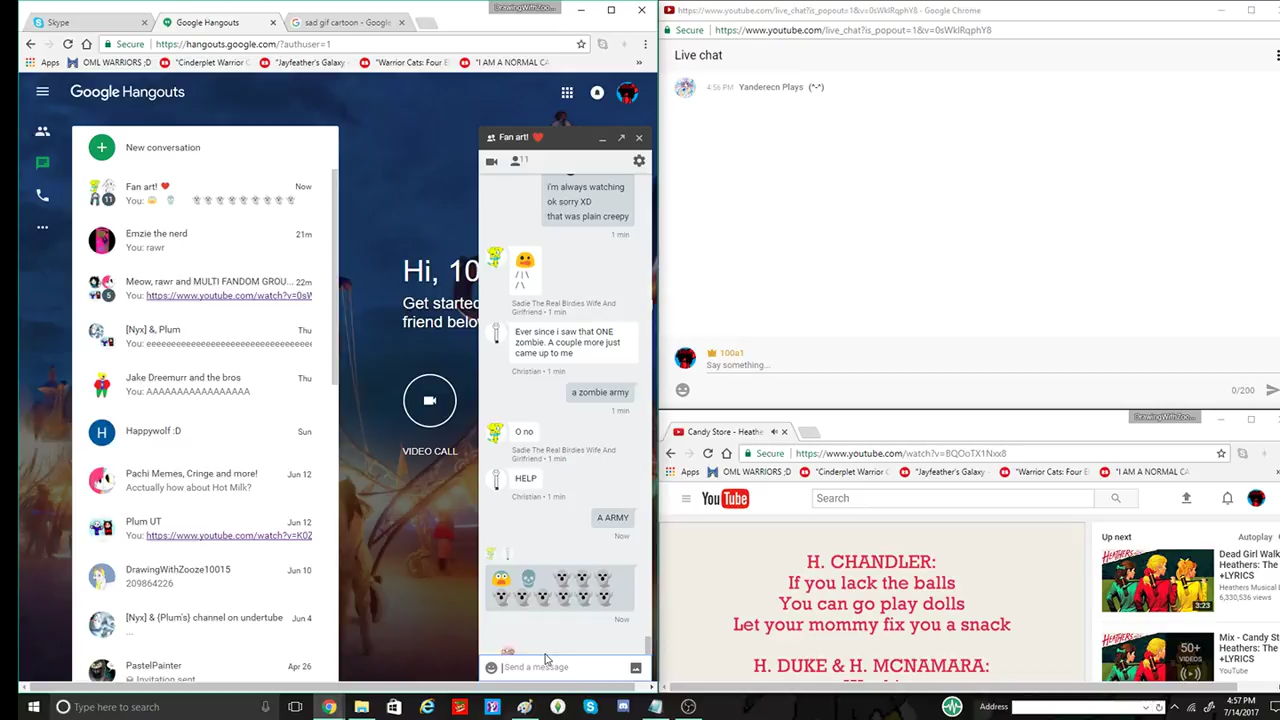 Skype
Google Hangouts
sad gif cartoon - Google
DrawingWithZoo...
Secure
https://hangouts.google.com/?authuser=1
Apps
OML WARRIORS ;D
"Cinderplet Warrior
"Jayfeather's Galaxy
"Warrior Cats: Four E
"I AM A NORMAL CA
»
Google Hangouts
New conversation
Fan art! ❤
Now
You: 😱 💀 🐨🐨🐨🐨🐨🐨🐨🐨🐨
11
Emzie the nerd
21m
You: rawr
Meow, rawr and MULTI FANDOM GROU...
22m
You: https://www.youtube.com/watch?v=0sW
5
[Nyx] &, Plum
Thu
You: eeeeeeeeeeeeeeeeeeeeeeeeeeeeeeeeeee
Jake Dreemurr and the bros
Thu
You: AAAAAAAAAAAAAAAAA
H
Happywolf :D
Sun
Pachi Memes, Cringe and more!
Jun 12
Acctually how about Hot Milk?
Plum UT
Jun 12
You: https://www.youtube.com/watch?v=K0Z
DrawingWithZooze10015
Jun 10
209864226
[Nyx] & {Plum's} channel on undertube
Jun 4
...
PastelPainter
Apr 26
Invitation sent
Hi, 10
Get started
friend belo
VIDEO CALL
Fan art! ❤
11
i'm always watching
ok sorry XD
that was plain creepy
1 min
/|\
/\
Sadie The Real Birdies Wife And
Girlfriend • 1 min
Ever since i saw that ONE
zombie. A couple more just
came up to me
Christian • 1 min
a zombie army
1 min
O no
Sadie The Real Birdies Wife And
Girlfriend • 1 min
HELP
Christian • 1 min
A ARMY
Now
Now
Send a message
https://www.youtube.com/live_chat?is_popout=1&v=0sWklRqphY8 - Google Chrome
Secure
https://www.youtube.com/live_chat?is_popout=1&v=0sWklRqphY8
Live chat
4:56 PM Yanderecn Plays (^-^)
100a1
Say something...
0/200
DrawingWithZoo...
Candy Store - Heathe
Secure
https://www.youtube.com/watch?v=BQOoTX1Nxx8
Apps
OML WARRIORS ;D
"Cinderplet Warrior
"Jayfeather's Galaxy
"Warrior Cats: Four E
"I AM A NORMAL CA
YouTube
Search
H. CHANDLER:
If you lack the balls
You can go play dolls
Let your mommy fix you a snack
H. DUKE & H. MCNAMARA:
Up next
Autoplay
Dead Girl Walk
Heathers: The
+LYRICS
Heathers Musical L
6,330,536 views
3:23
HEATHERS
Mix - Candy St
Heathers: The
+LYRICS
50+
VIDEOS
YouTube
Type here to search
Address
4:57 PM
7/14/2017